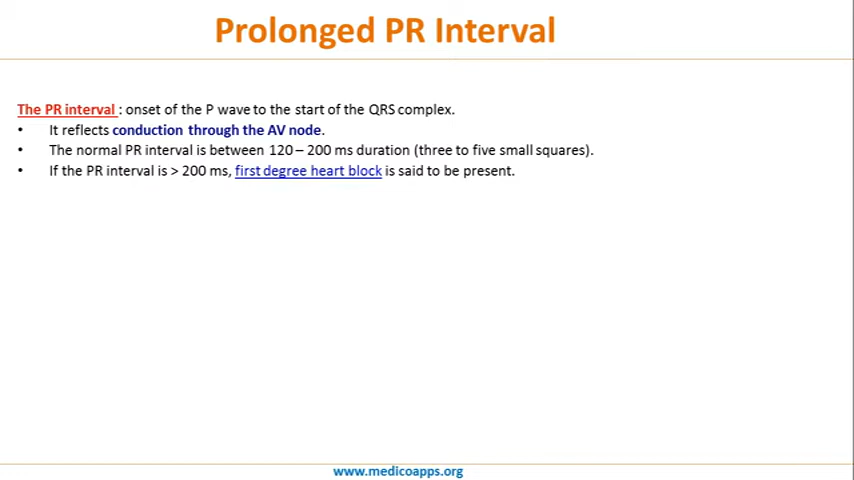 Prolonged PR Interval
The PR interval : onset of the P wave to the start of the QRS complex.
• It reflects conduction through the AV node.
• The normal PR interval is between 120 – 200 ms duration (three to five small squares).
• If the PR interval is > 200 ms, first degree heart block is said to be present.
www.medicoapps.org